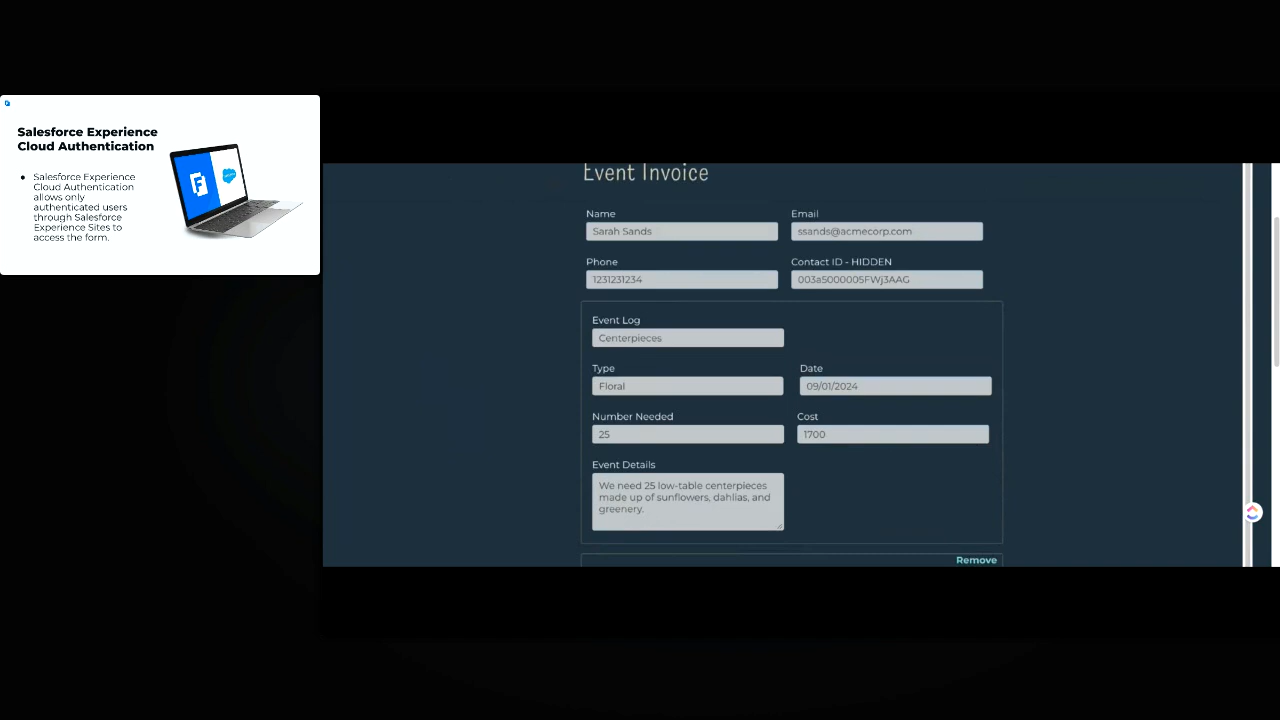 Salesforce Experience
Cloud Authentication
● Salesforce Experience
Cloud Authentication
allows only
authenticated users
through Salesforce
Experience Sites to
access the form.
Event Invoice
Name
Email
Sarah Sands
ssands@acmecorp.com
Phone
Contact ID - HIDDEN
1231231234
003a5000005FWj3AAG
Event Log
Centerpieces
Type
Date
Floral
09/01/2024
Number Needed
Cost
25
1700
Event Details
We need 25 low-table centerpieces
made up of sunflowers, dahlias, and
greenery.
Remove